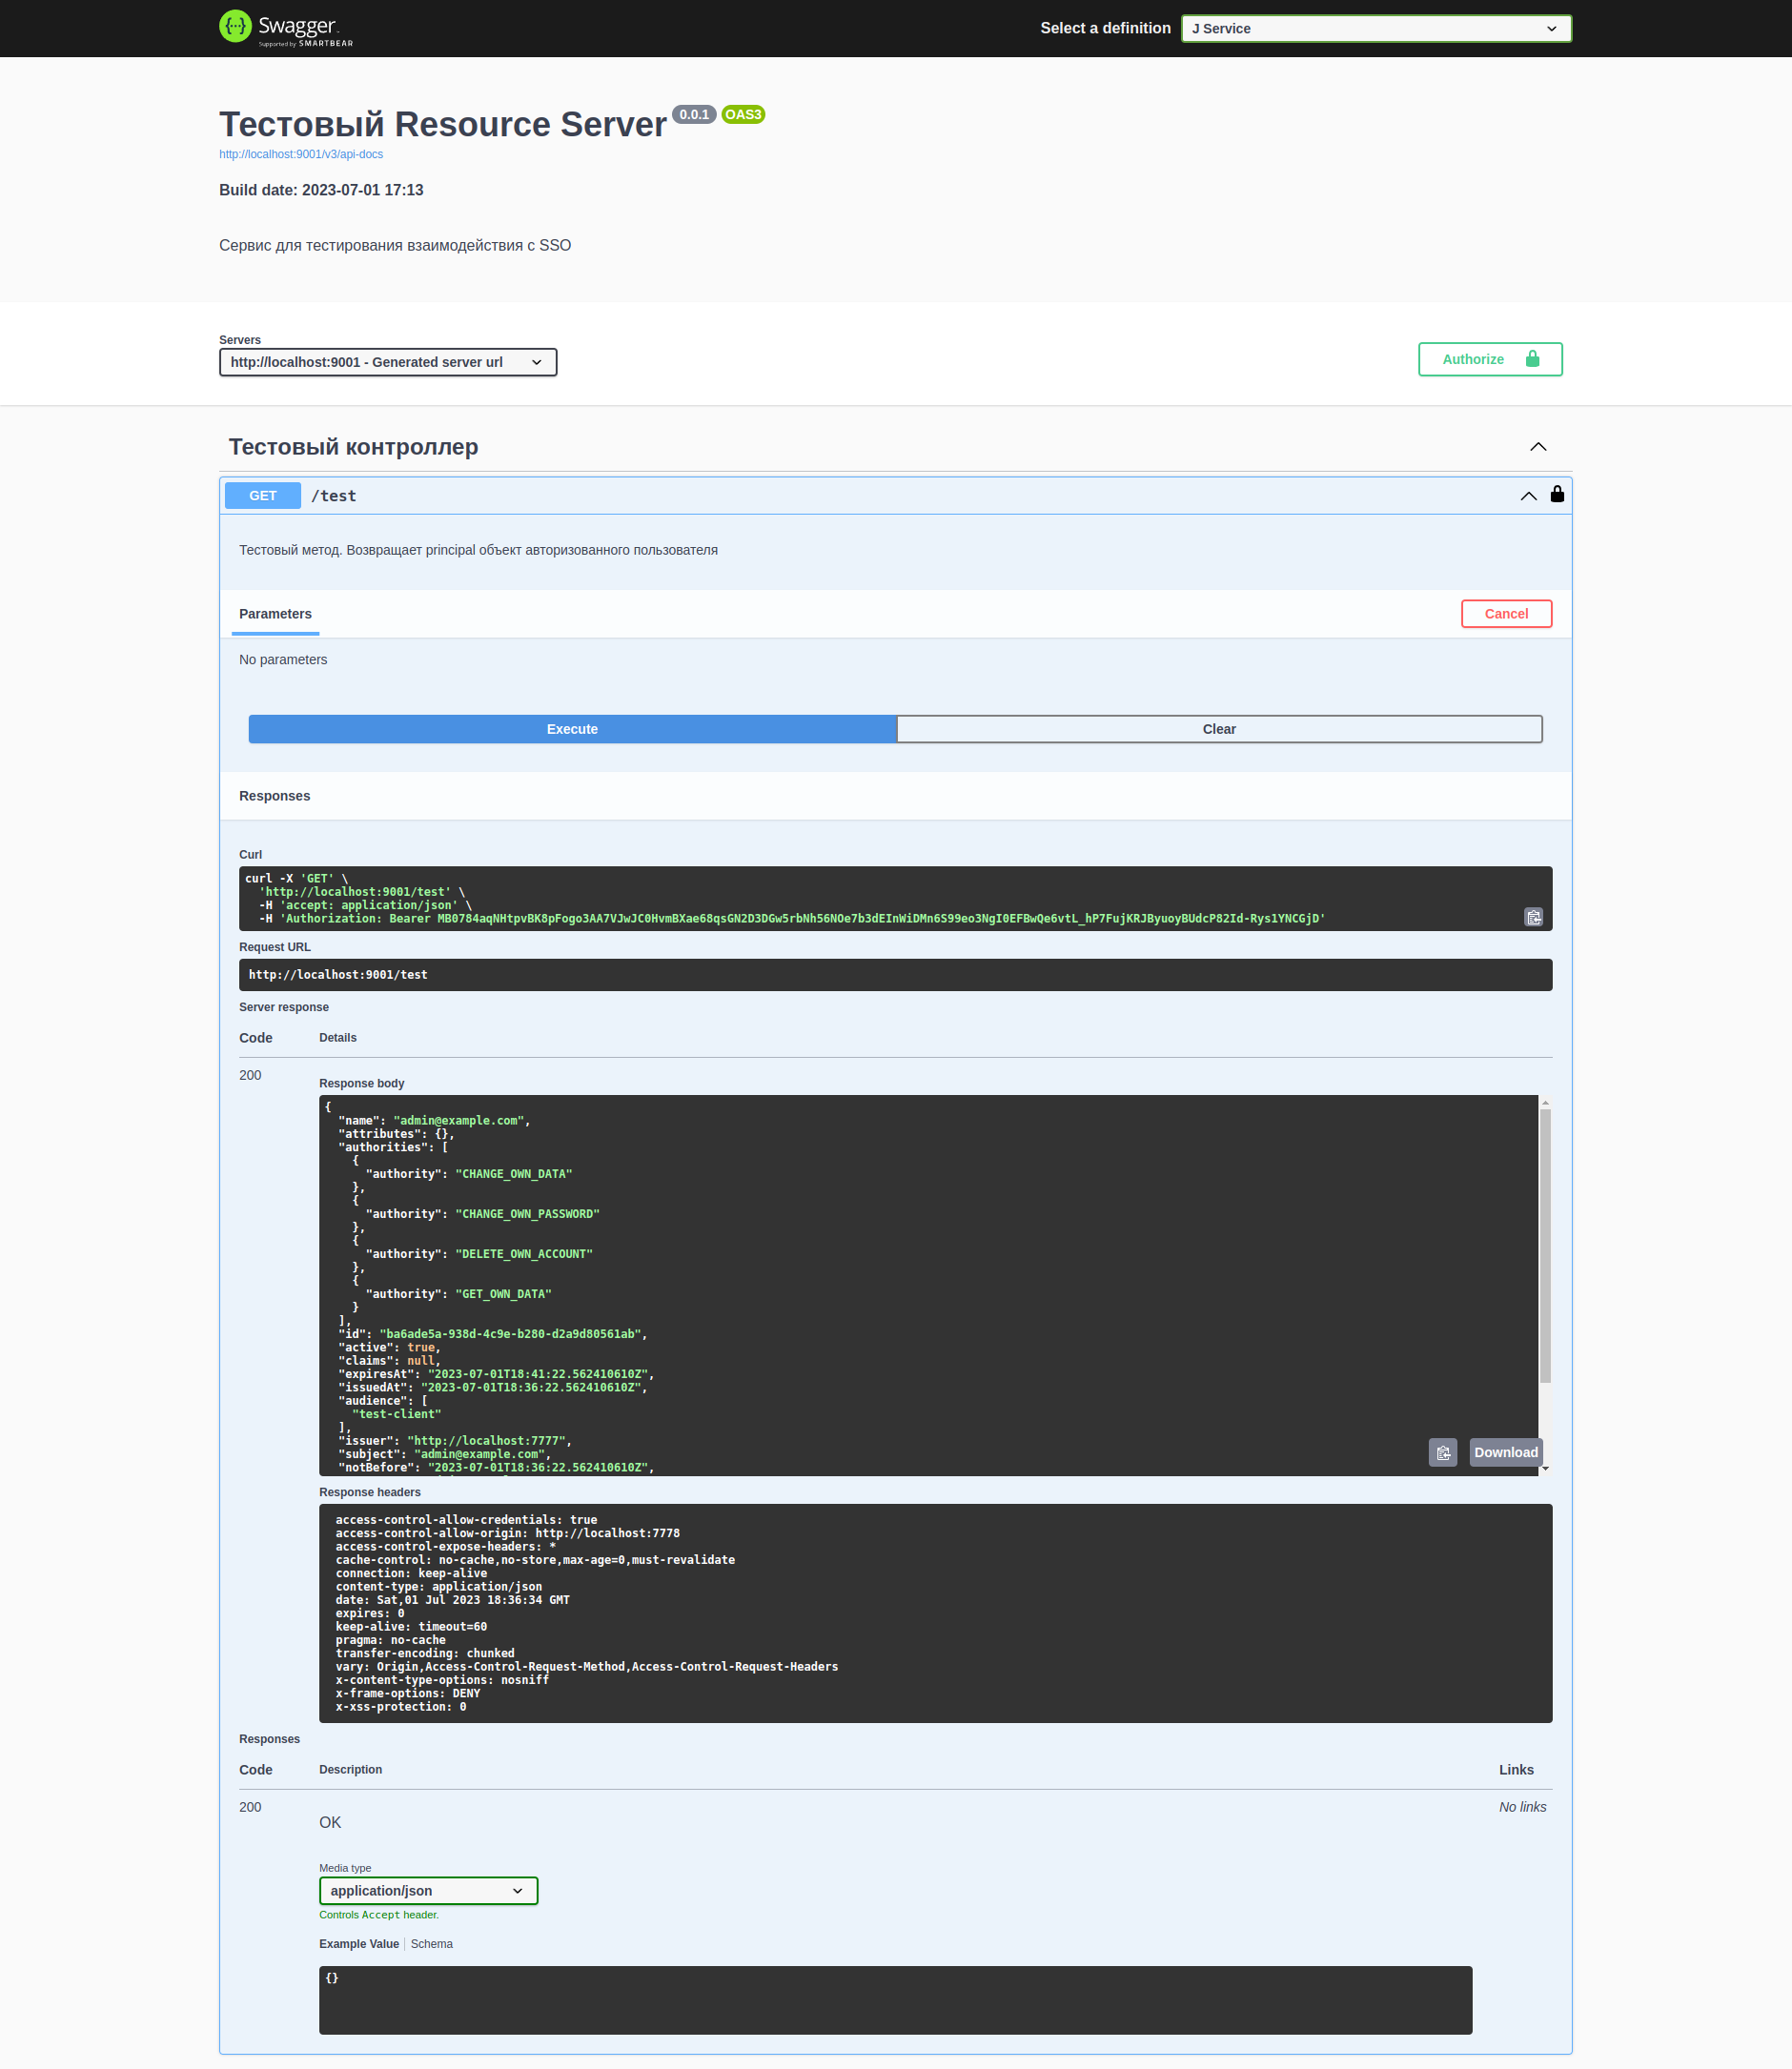 Swagger.
Supported by SMARTBEAR
Select a definition
J Service
Тестовый Resource Server 0.0.1 OAS3
http://localhost:9001/v3/api-docs
Build date: 2023-07-01 17:13
Сервис для тестирования взаимодействия с SSO
Servers
http://localhost:9001 - Generated server url
Authorize
Тестовый контроллер
GET /test
Тестовый метод. Возвращает principal объект авторизованного пользователя
Parameters
Cancel
No parameters
Execute
Clear
Responses
Curl
curl -X 'GET' \
  'http://localhost:9001/test' \
  -H 'accept: application/json' \
  -H 'Authorization: Bearer MB0784aqNHtpvBK8pFogo3AA7VJwJC0HvmBXae68qsGN2D3DGw5rbNh56NOe7b3dEInWiDMn6S99eo3NgI0EFBwQe6vtL_hP7FujKRJByuoyBUdcP82Id-Rys1YNCGjD'
Request URL
http://localhost:9001/test
Server response
Code Details
200
Response body
{
  "name": "admin@example.com",
  "attributes": {},
  "authorities": [
    {
      "authority": "CHANGE_OWN_DATA"
    },
    {
      "authority": "CHANGE_OWN_PASSWORD"
    },
    {
      "authority": "DELETE_OWN_ACCOUNT"
    },
    {
      "authority": "GET_OWN_DATA"
    }
  ],
  "id": "ba6ade5a-938d-4c9e-b280-d2a9d80561ab",
  "active": true,
  "claims": null,
  "expiresAt": "2023-07-01T18:41:22.562410610Z",
  "issuedAt": "2023-07-01T18:36:22.562410610Z",
  "audience": [
    "test-client"
  ],
  "issuer": "http://localhost:7777",
  "subject": "admin@example.com",
  "notBefore": "2023-07-01T18:36:22.562410610Z",
Download
Response headers
access-control-allow-credentials: true
access-control-allow-origin: http://localhost:7778
access-control-expose-headers: *
cache-control: no-cache,no-store,max-age=0,must-revalidate
connection: keep-alive
content-type: application/json
date: Sat,01 Jul 2023 18:36:34 GMT
expires: 0
keep-alive: timeout=60
pragma: no-cache
transfer-encoding: chunked
vary: Origin,Access-Control-Request-Method,Access-Control-Request-Headers
x-content-type-options: nosniff
x-frame-options: DENY
x-xss-protection: 0
Responses
Code Description Links
200
OK
No links
Media type
application/json
Controls Accept header.
Example Value Schema
{}